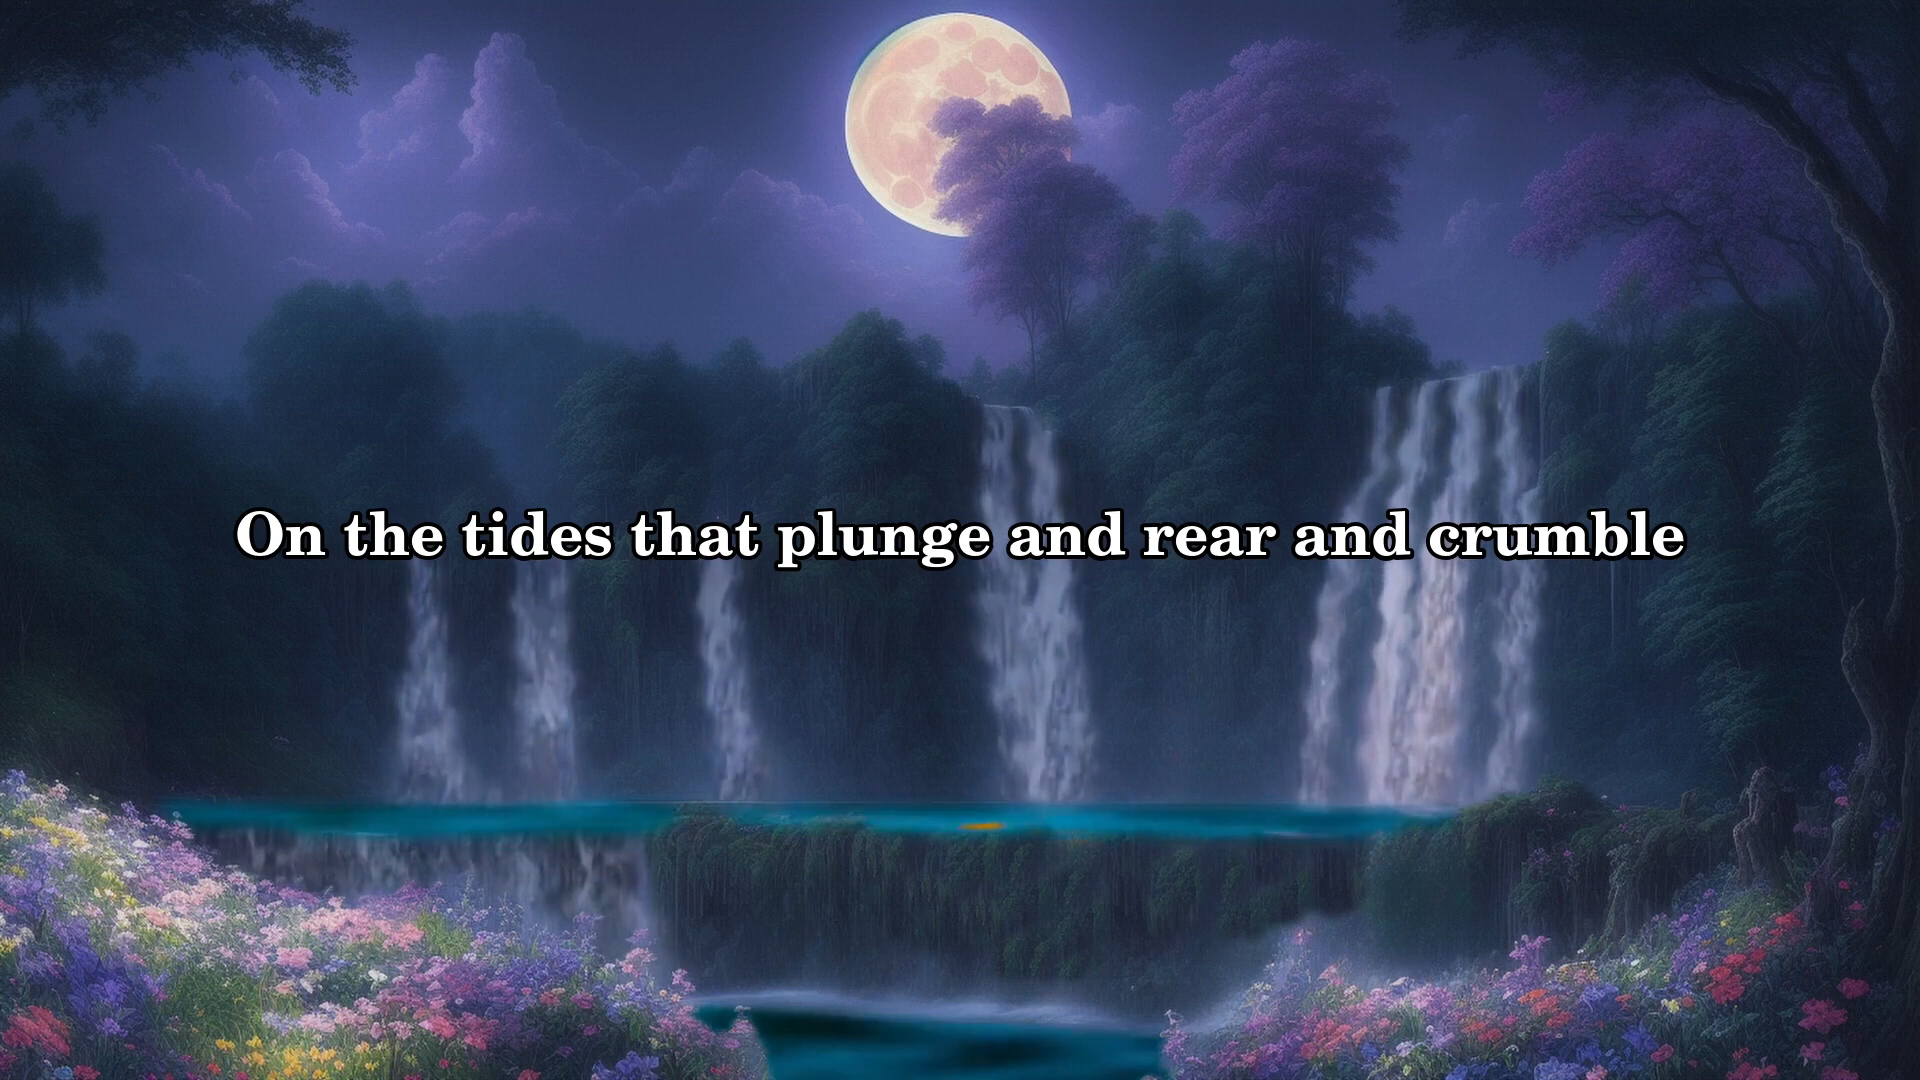 On the tides that plunge and rear and crumble